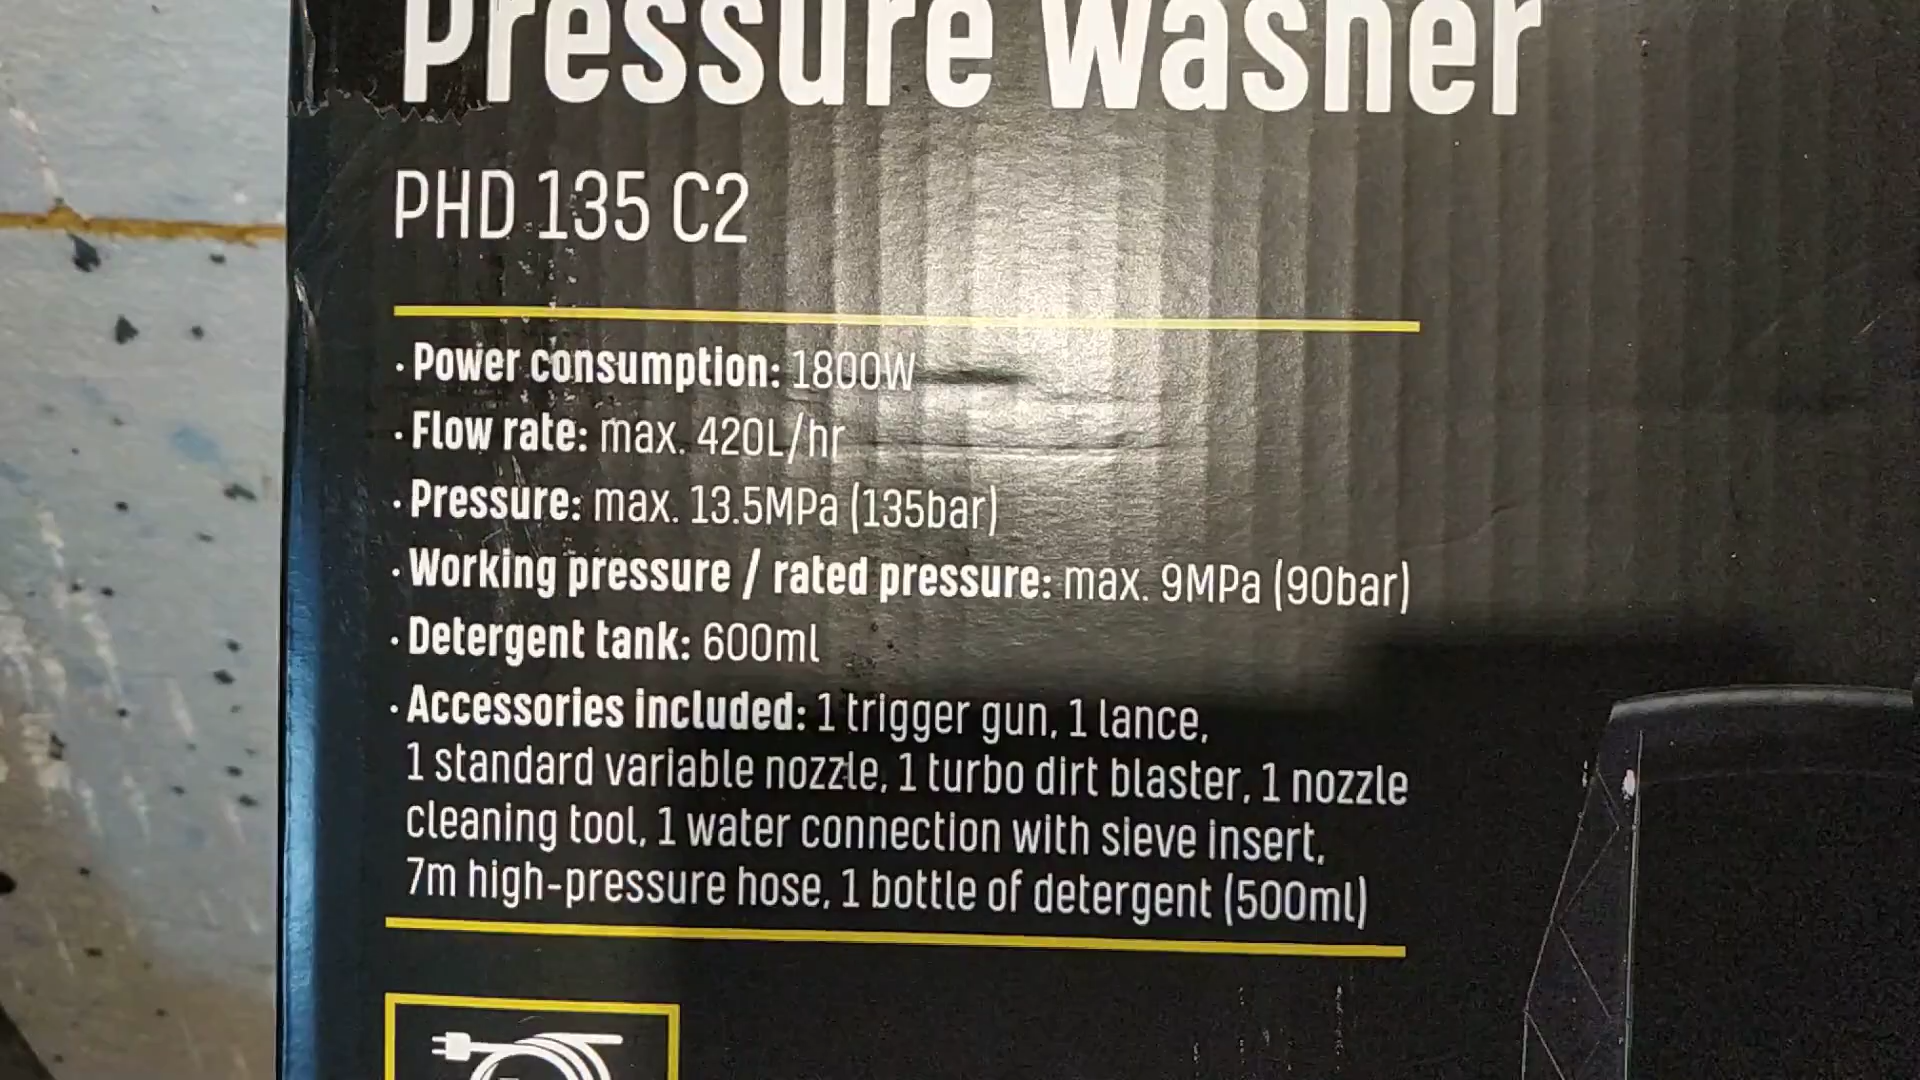 Pressure Washer
PHD 135 C2
· Power consumption: 1800W
· Flow rate: max. 420L/hr
· Pressure: max. 13.5MPa (135bar)
· Working pressure / rated pressure: max. 9MPa (90bar)
· Detergent tank: 600ml
· Accessories included: 1 trigger gun, 1 lance,
1 standard variable nozzle, 1 turbo dirt blaster, 1 nozzle
cleaning tool, 1 water connection with sieve insert,
7m high-pressure hose, 1 bottle of detergent (500ml)